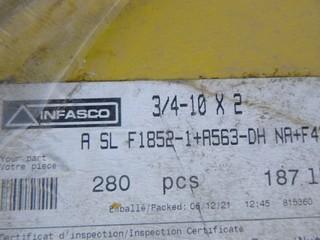 INFASCO 3/4-10 X 2
A SL F1852-1+A563-DH NA+F4
Your part
Votre pièce
280 pcs 187 l
Emballé/Packed: 06/12/21 12:45 815360
Certificat d'inspection/Inspection Certificate